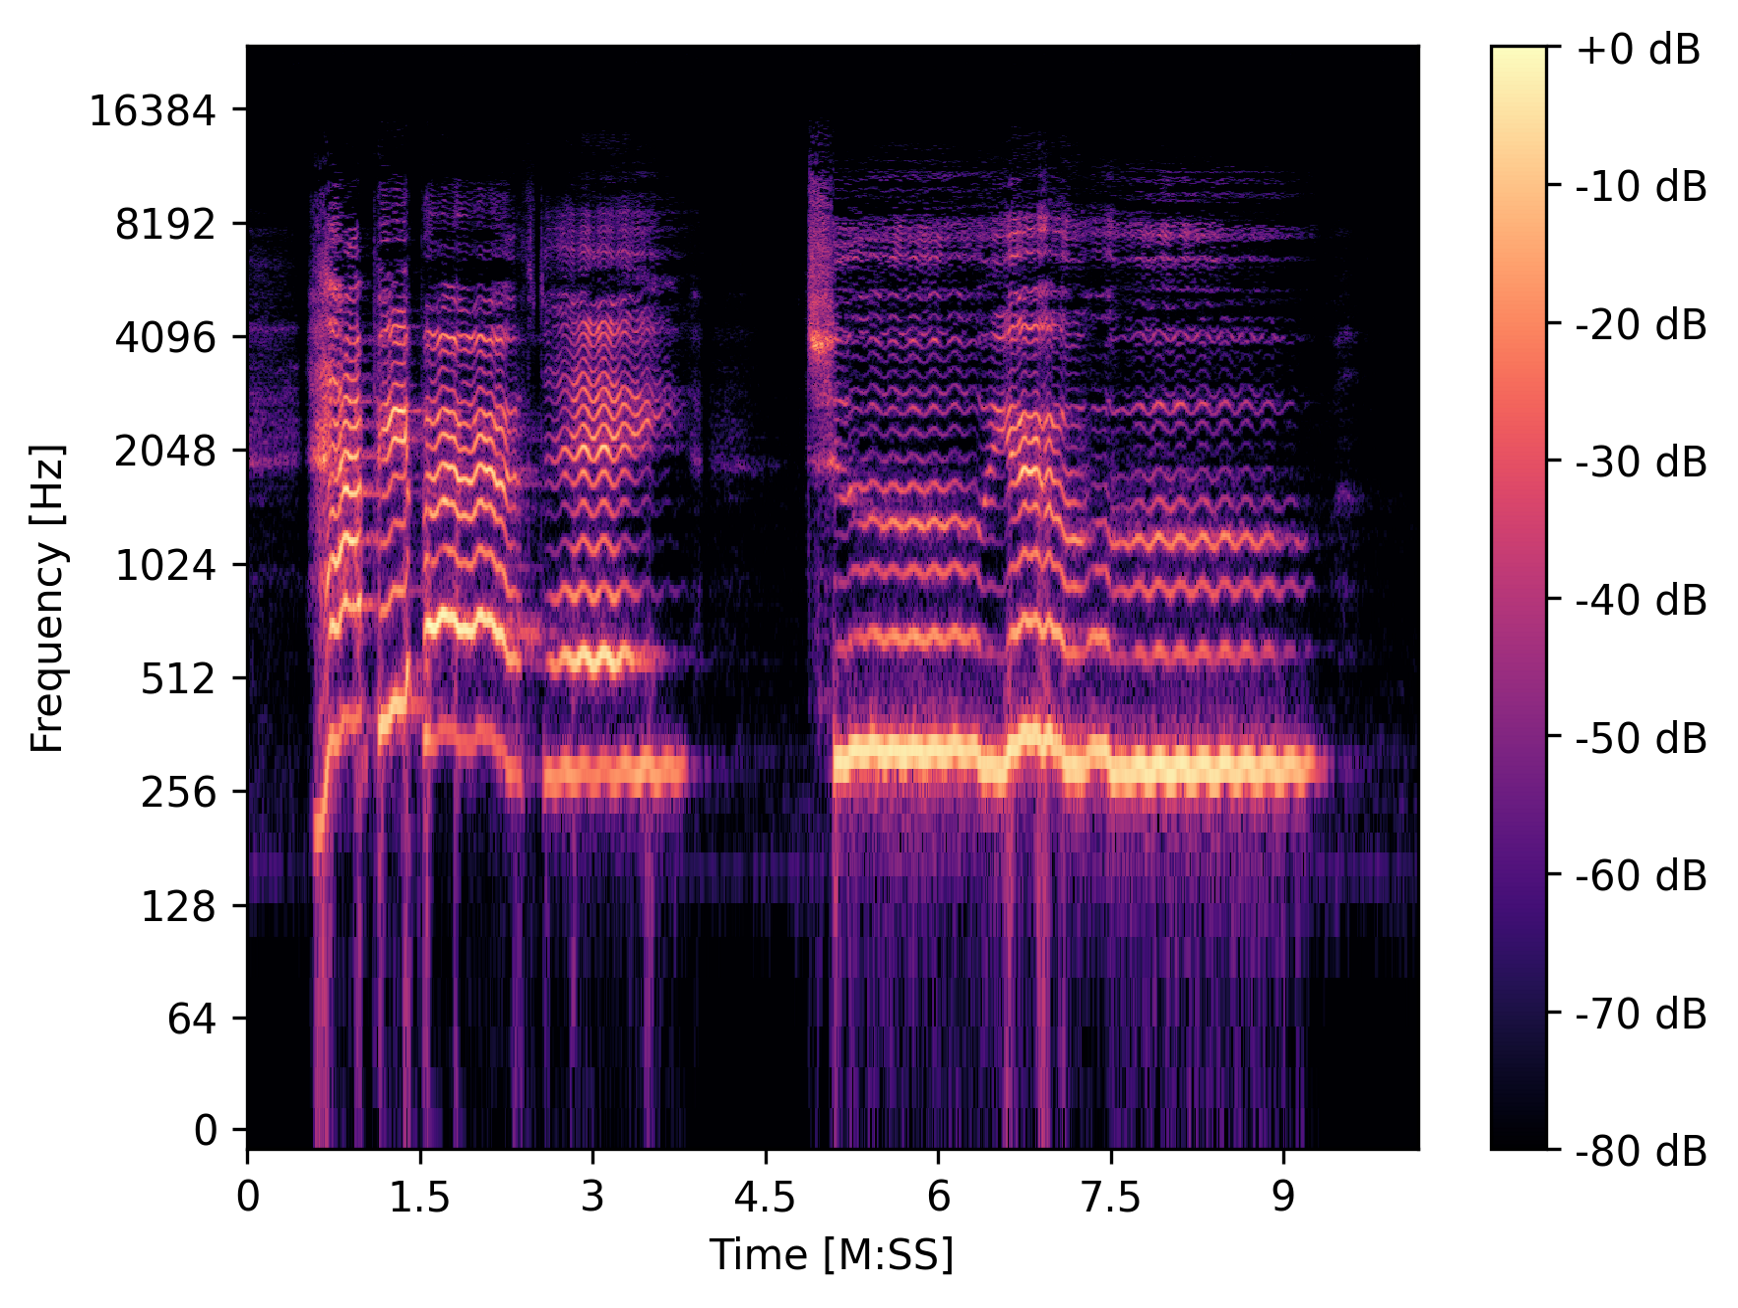 16384
8192
4096
2048
1024
512
256
128
64
0
Frequency [Hz]
0 1.5 3 4.5 6 7.5 9
Time [M:SS]
+0 dB
-10 dB
-20 dB
-30 dB
-40 dB
-50 dB
-60 dB
-70 dB
-80 dB